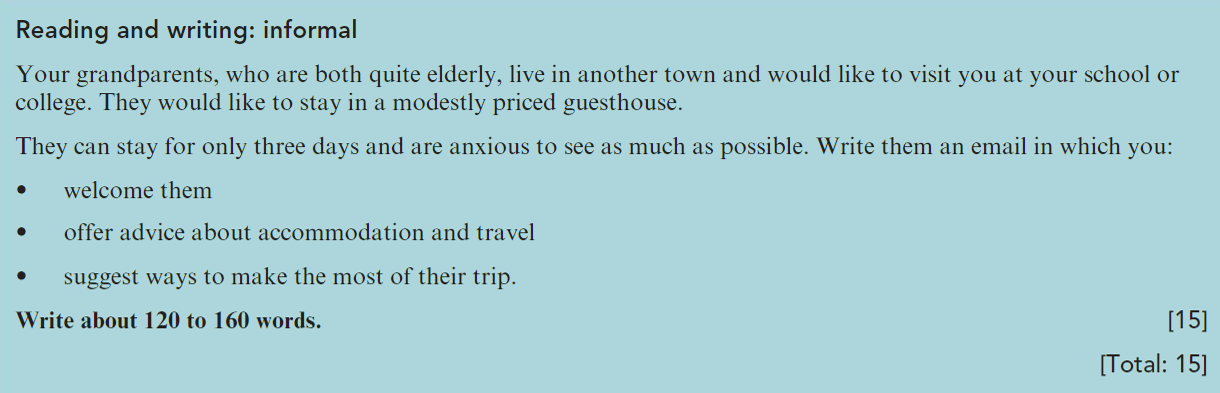 Reading and writing: informal
Your grandparents, who are both quite elderly, live in another town and would like to visit you at your school or
college. They would like to stay in a modestly priced guesthouse.
They can stay for only three days and are anxious to see as much as possible. Write them an email in which you:
• welcome them
• offer advice about accommodation and travel
• suggest ways to make the most of their trip.
Write about 120 to 160 words. [15]
[Total: 15]